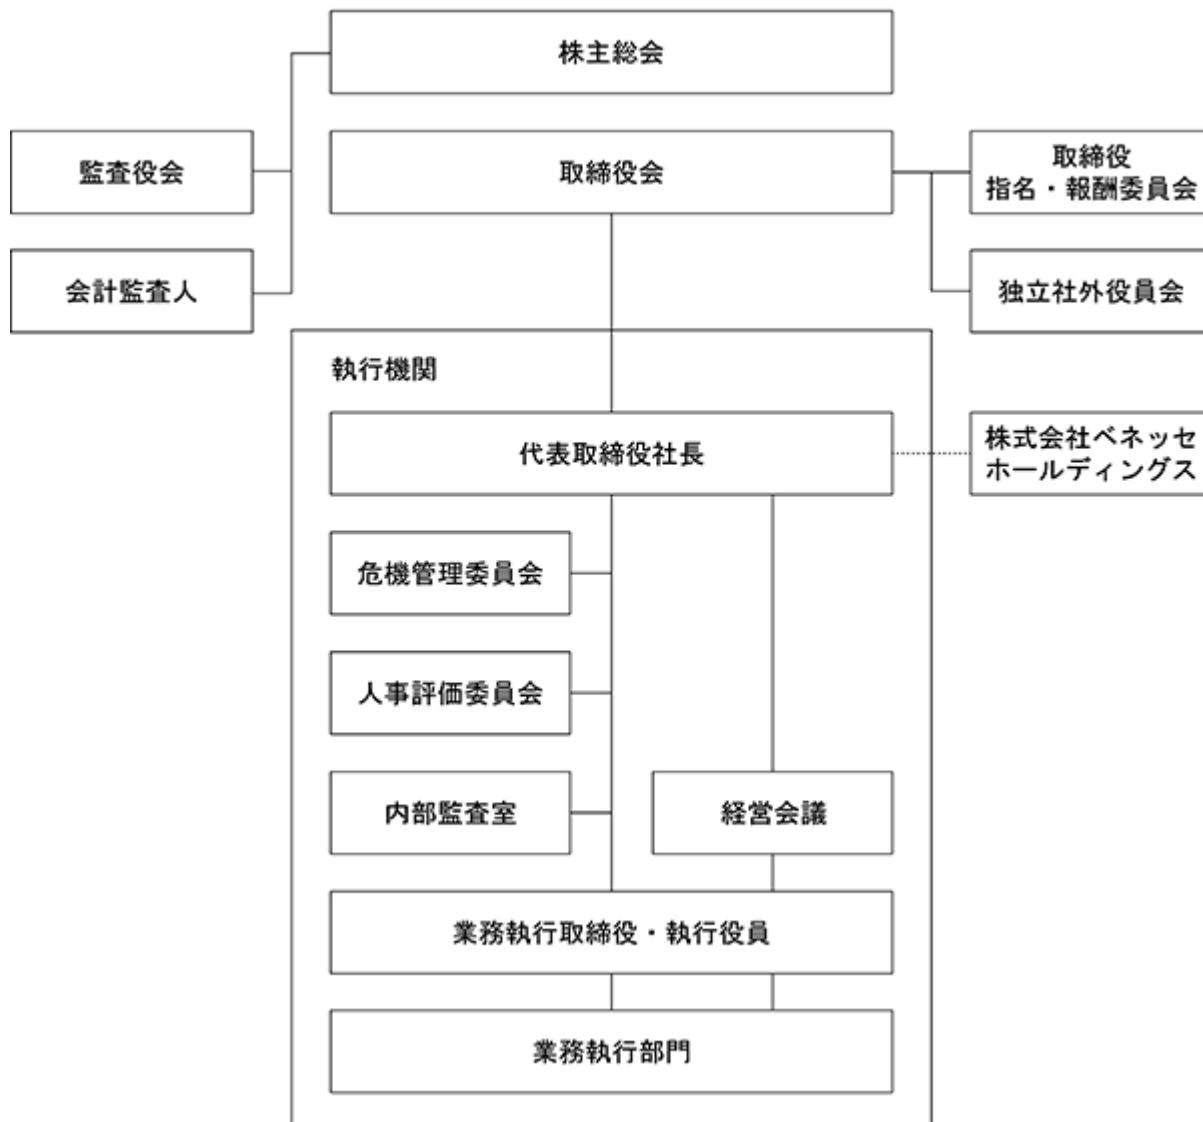 株主総会
監査役会
取締役会
取締役
指名・報酬委員会
会計監査人
独立社外役員会
執行機関
代表取締役社長
株式会社ベネッセ
ホールディングス
危機管理委員会
人事評価委員会
内部監査室
経営会議
業務執行取締役・執行役員
業務執行部門